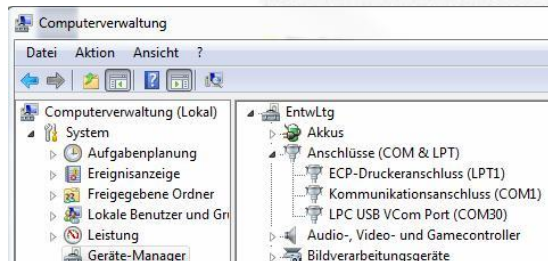 Computerverwaltung
Datei Aktion Ansicht ?
Computerverwaltung (Lokal)
System
Aufgabenplanung
Ereignisanzeige
Freigegebene Ordner
Lokale Benutzer und Gru
Leistung
Geräte-Manager
EntwLtg
Akkus
Anschlüsse (COM & LPT)
ECP-Druckeranschluss (LPT1)
Kommunikationsanschluss (COM1)
LPC USB VCom Port (COM30)
Audio-, Video- und Gamecontroller
Bildverarbeitungsgeräte